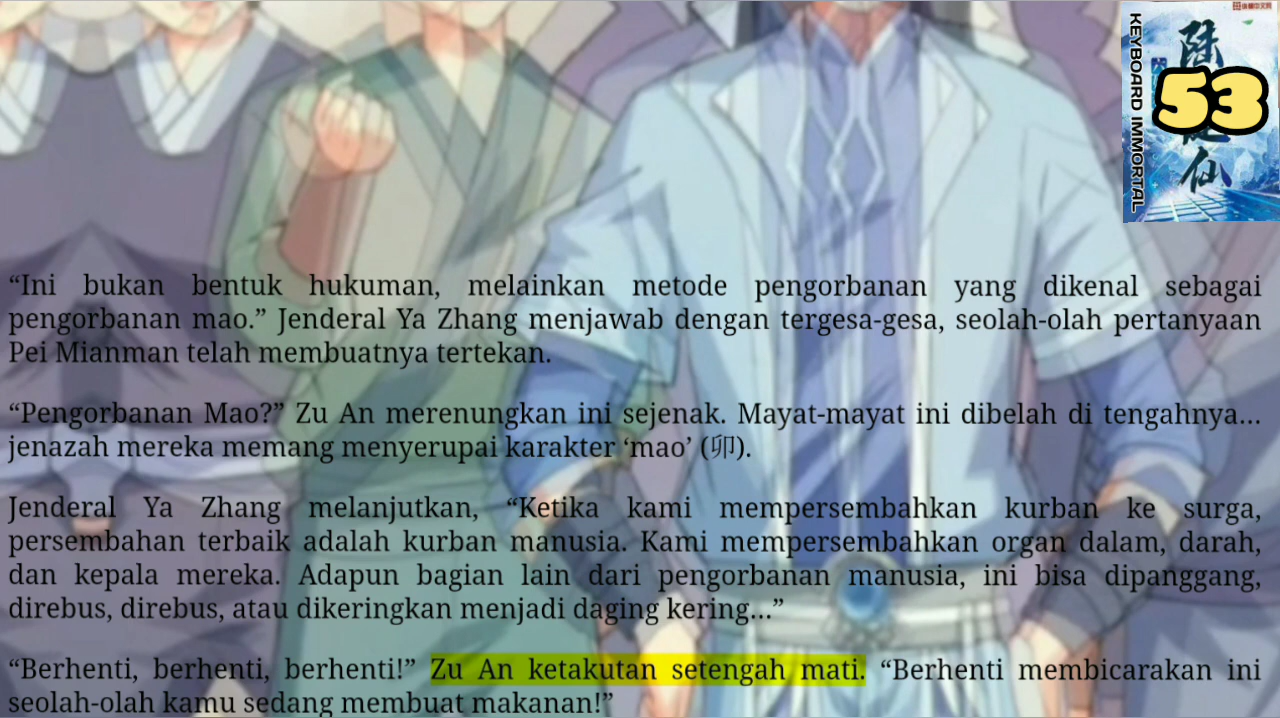 KEYBOARD IMMORTAL
53
仙
“Ini bukan bentuk hukuman, melainkan metode pengorbanan yang dikenal sebagai
pengorbanan mao.” Jenderal Ya Zhang menjawab dengan tergesa-gesa, seolah-olah pertanyaan
Pei Mianman telah membuatnya tertekan.
“Pengorbanan Mao?” Zu An merenungkan ini sejenak. Mayat-mayat ini dibelah di tengahnya...
jenazah mereka memang menyerupai karakter ‘mao’ (卯).
Jenderal Ya Zhang melanjutkan, “Ketika kami mempersembahkan kurban ke surga,
persembahan terbaik adalah kurban manusia. Kami mempersembahkan organ dalam, darah,
dan kepala mereka. Adapun bagian lain dari pengorbanan manusia, ini bisa dipanggang,
direbus, direbus, atau dikeringkan menjadi daging kering...”
“Berhenti, berhenti, berhenti!” Zu An ketakutan setengah mati. “Berhenti membicarakan ini
seolah-olah kamu sedang membuat makanan!”